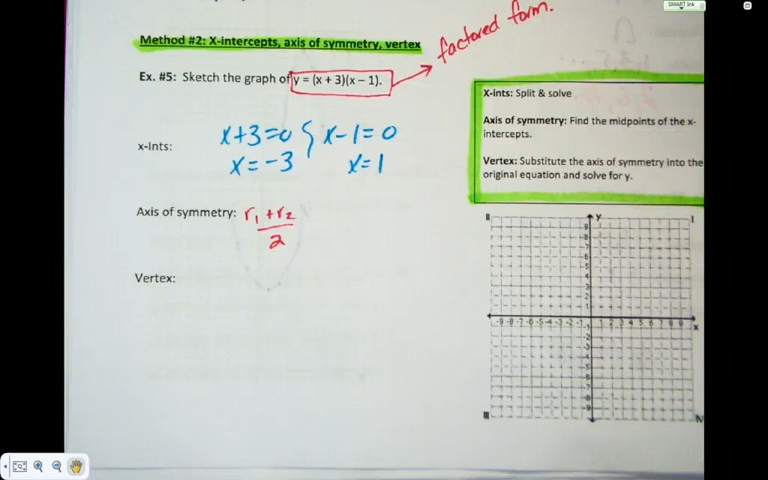 SMART Ink
Method #2: X-intercepts, axis of symmetry, vertex
factored form.
Ex. #5: Sketch the graph of y = (x + 3)(x – 1).
X-ints: Split & solve
Axis of symmetry: Find the midpoints of the x-
intercepts.
Vertex: Substitute the axis of symmetry into the
original equation and solve for y.
x-ints: x+3=0 x-1=0
x=-3 x=1
Axis of symmetry: r₁ + r₂
2
Vertex:
y
x